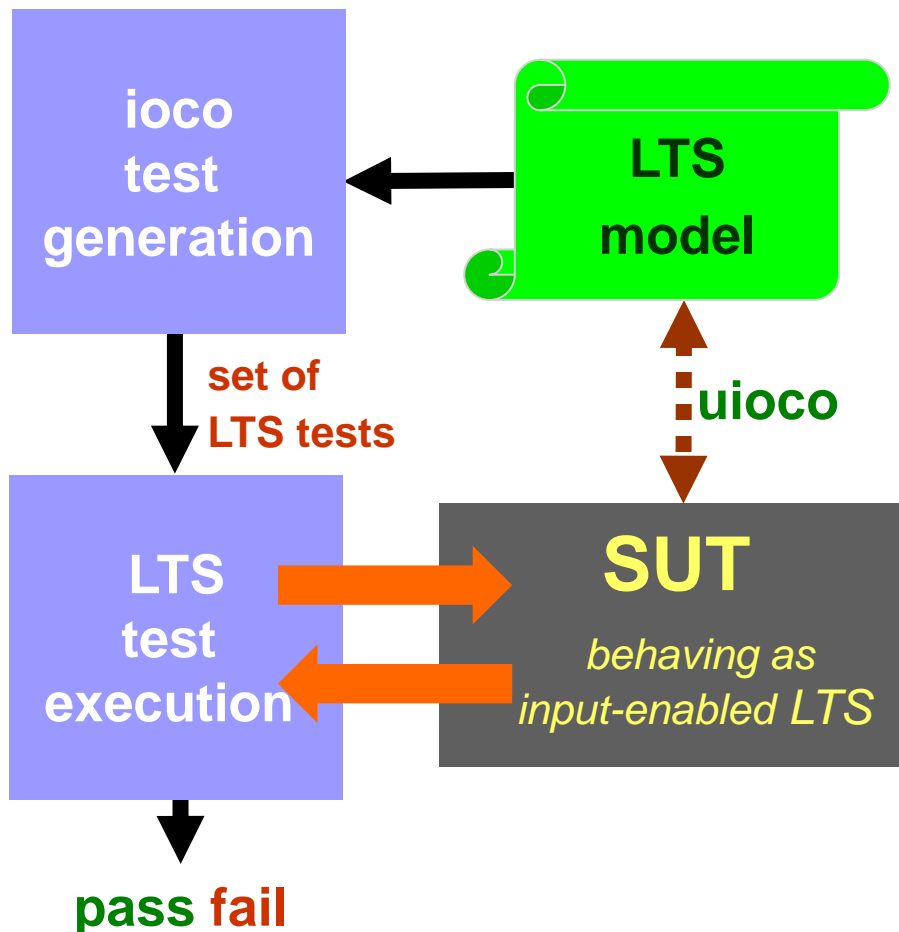 ioco
test
generation
LTS
model
set of
LTS tests
uioco
LTS
test
execution
SUT
behaving as
input-enabled LTS
pass fail